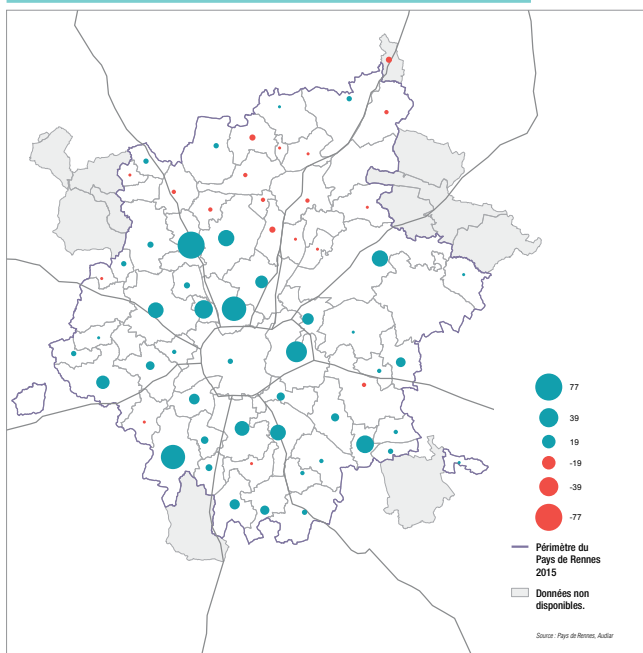 77
39
19
-19
-39
-77
Périmètre du
Pays de Rennes
2015
Données non
disponibles.
Source : Pays de Rennes, Audiar